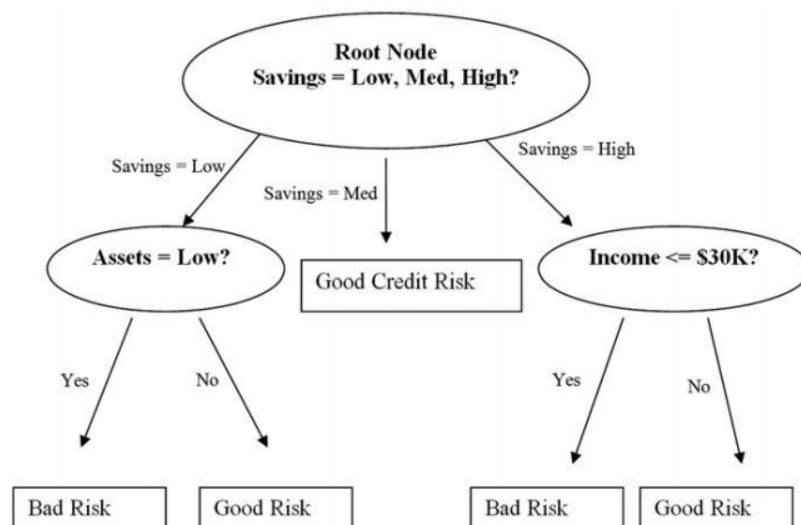 Root Node
Savings = Low, Med, High?
Savings = Low
Savings = Med
Savings = High
Assets = Low?
Good Credit Risk
Income <= $30K?
Yes
No
Yes
No
Bad Risk
Good Risk
Bad Risk
Good Risk